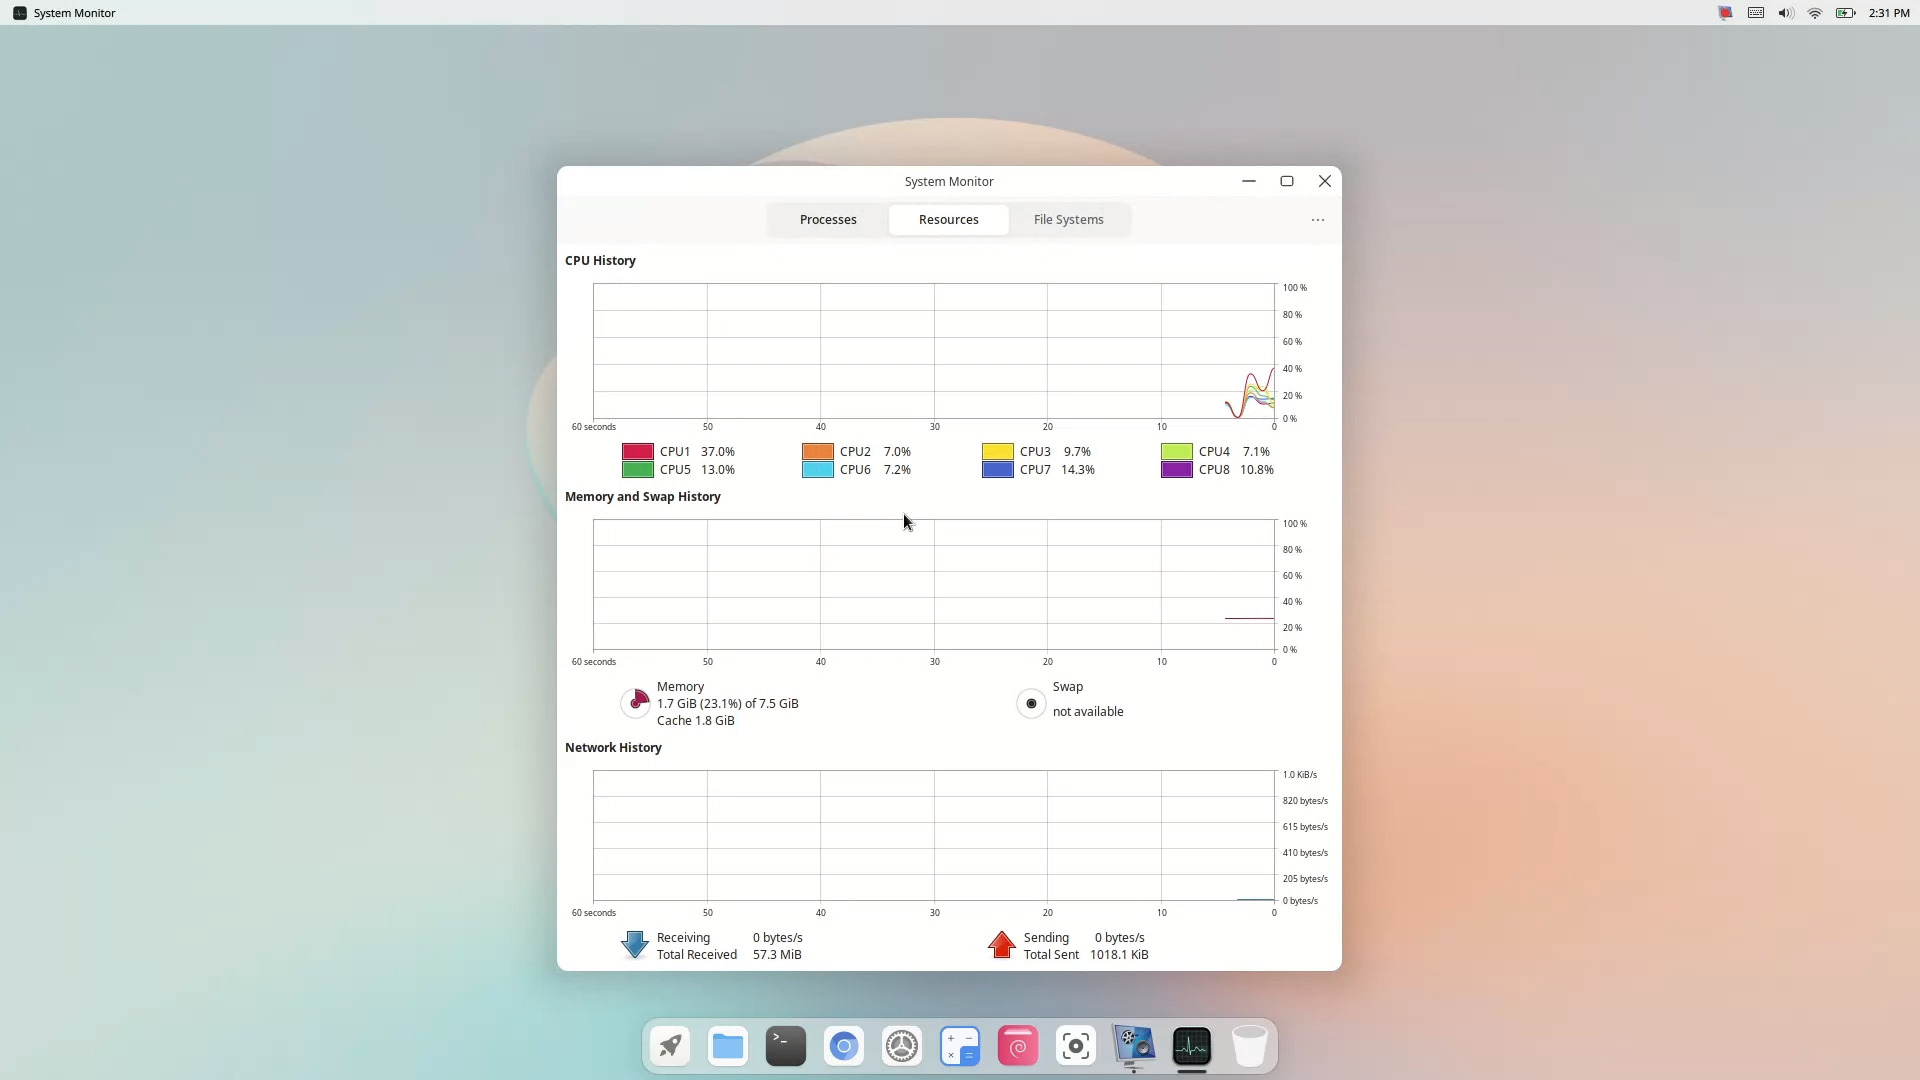 System Monitor 2:31 PM
System Monitor
Processes Resources File Systems
CPU History
100 %
80 %
60 %
40 %
20 %
0 %
60 seconds 50 40 30 20 10 0
CPU1 37.0% CPU2 7.0% CPU3 9.7% CPU4 7.1%
CPU5 13.0% CPU6 7.2% CPU7 14.3% CPU8 10.8%
Memory and Swap History
100 %
80 %
60 %
40 %
20 %
0 %
60 seconds 50 40 30 20 10 0
Memory
1.7 GiB (23.1%) of 7.5 GiB
Cache 1.8 GiB
Swap
not available
Network History
1.0 KiB/s
820 bytes/s
615 bytes/s
410 bytes/s
205 bytes/s
0 bytes/s
60 seconds 50 40 30 20 10 0
Receiving 0 bytes/s Sending 0 bytes/s
Total Received 57.3 MiB Total Sent 1018.1 KiB